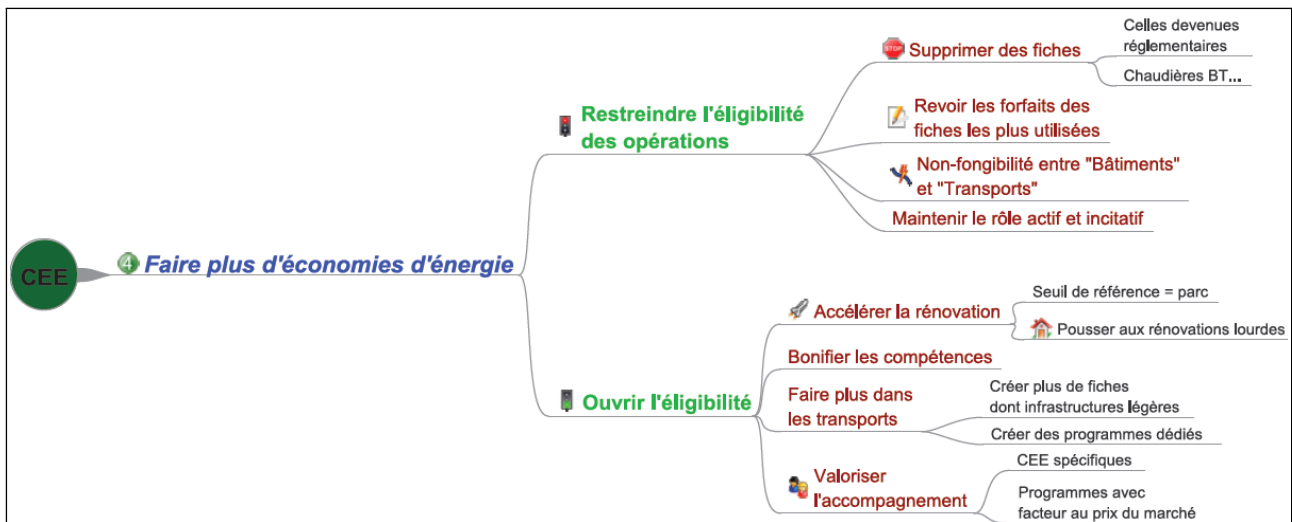 CEE
4 Faire plus d'économies d'énergie
Restreindre l'éligibilité
des opérations
STOP Supprimer des fiches
Celles devenues
réglementaires
Chaudières BT...
Revoir les forfaits des
fiches les plus utilisées
Non-fongibilité entre "Bâtiments"
et "Transports"
Maintenir le rôle actif et incitatif
Ouvrir l'éligibilité
Accélérer la rénovation
Seuil de référence = parc
Pousser aux rénovations lourdes
Bonifier les compétences
Faire plus dans
les transports
Créer plus de fiches
dont infrastructures légères
Créer des programmes dédiés
Valoriser
l'accompagnement
CEE spécifiques
Programmes avec
facteur au prix du marché